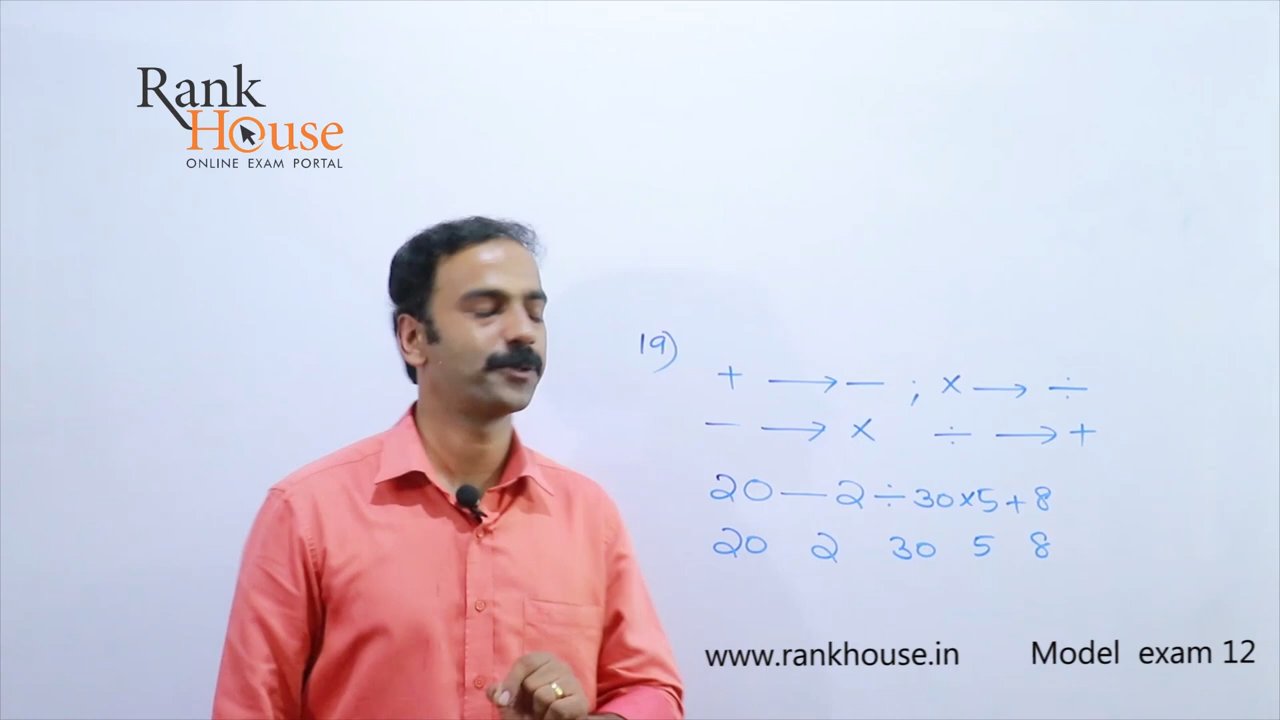 Rank
House
ONLINE EXAM PORTAL
19)
+ → − ; × → ÷
− → × ÷ → +
20 − 2 ÷ 30 × 5 + 8
20 2 30 5 8
www.rankhouse.in Model exam 12